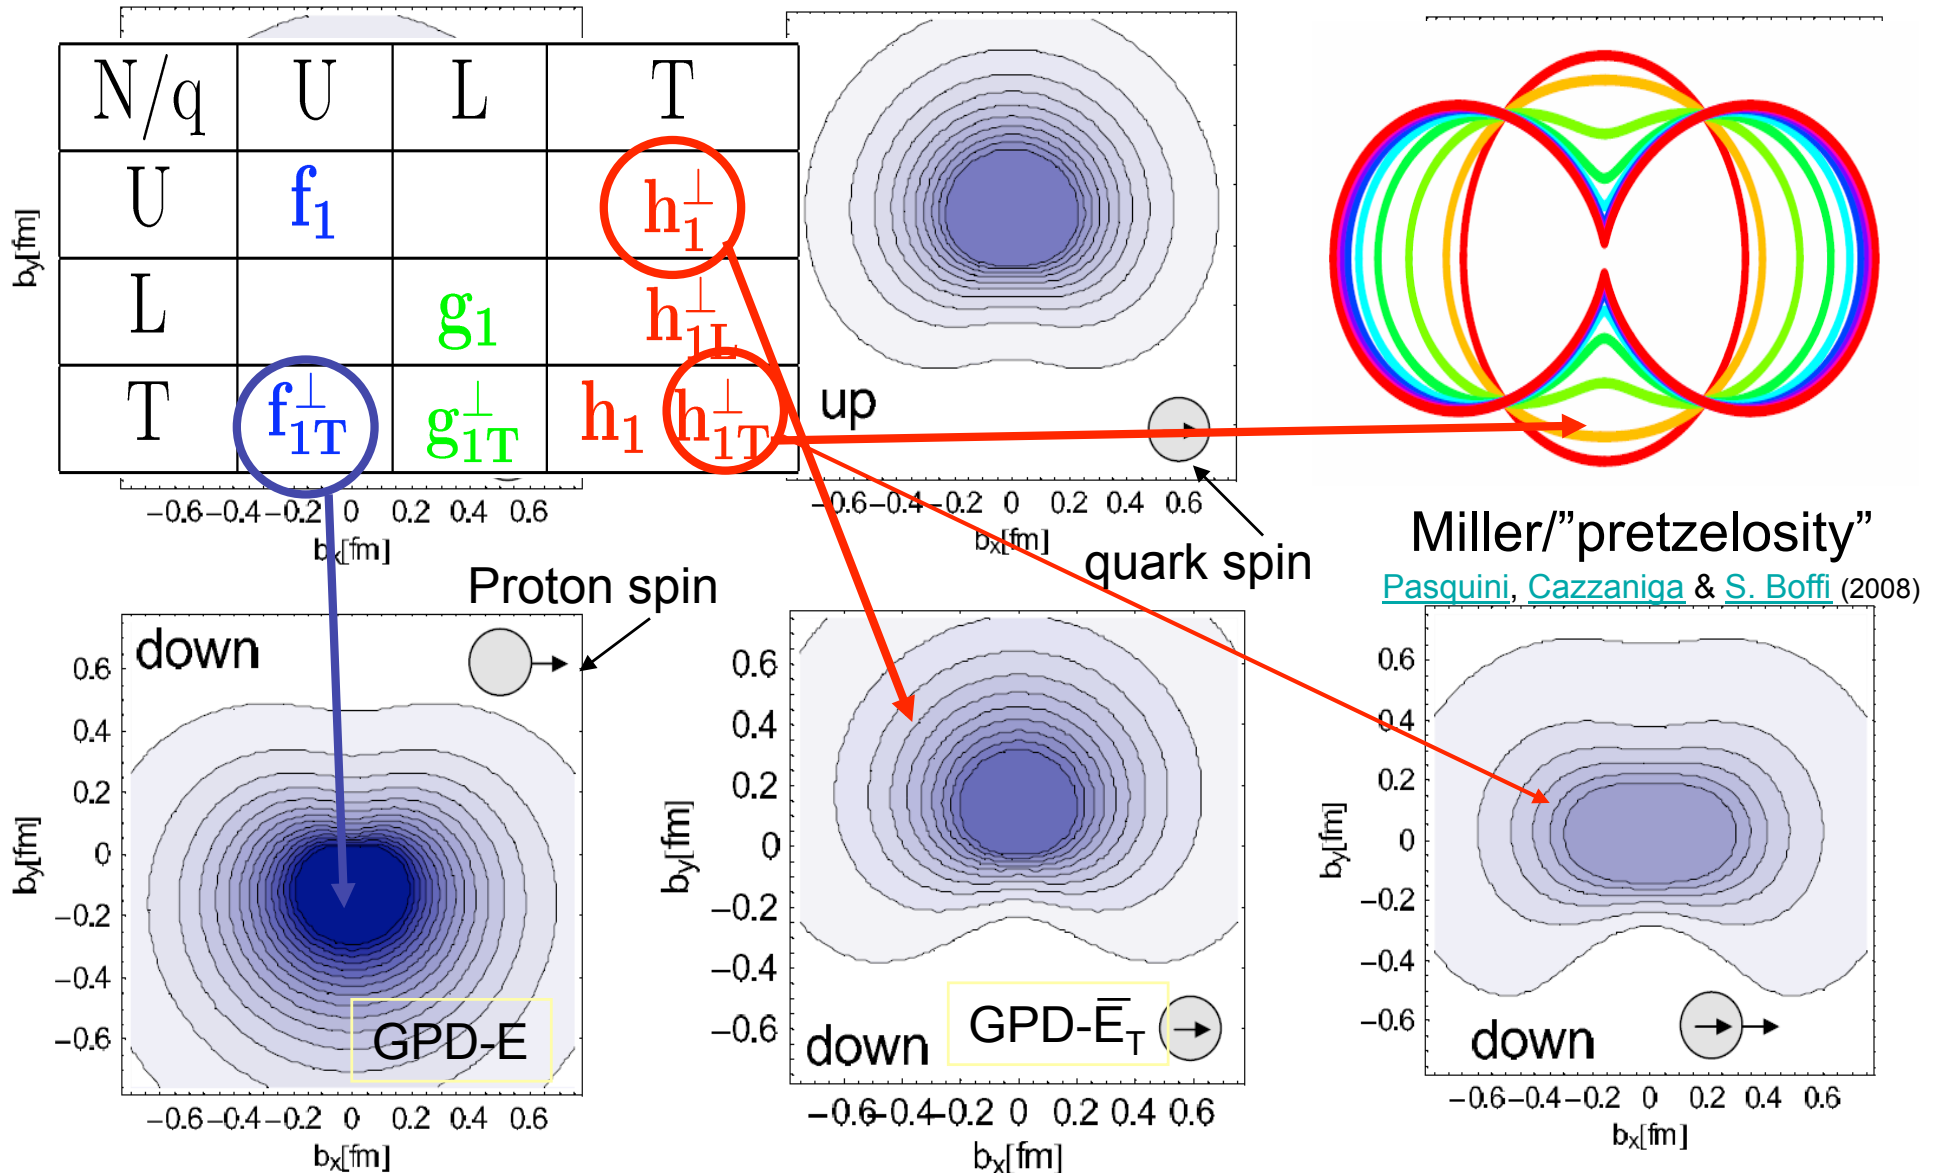 N/q U L T
U f₁ h₁^⊥
L g₁ h₁L^⊥
T f₁T^⊥ g₁T^⊥ h₁ h₁T^⊥
by[fm]
−0.6 −0.4 −0.2 0 0.2 0.4 0.6
bx[fm]
up
−0.6 −0.4 −0.2 0 0.2 0.4 0.6
bx[fm]
quark spin
Proton spin
Miller/"pretzelosity"
Pasquini, Cazzaniga & S. Boffi (2008)
down
0.6
0.4
0.2
0
−0.2
−0.4
−0.6
by[fm]
GPD-E
−0.6 −0.4 −0.2 0 0.2 0.4 0.6
bx[fm]
0.6
0.4
0.2
0
−0.2
−0.4
−0.6
by[fm]
down
GPD-E̅T
−0.6 −0.4 −0.2 0 0.2 0.4 0.6
bx[fm]
0.6
0.4
0.2
0
−0.2
−0.4
−0.6
by[fm]
down
−0.6 −0.4 −0.2 0 0.2 0.4 0.6
bx[fm]